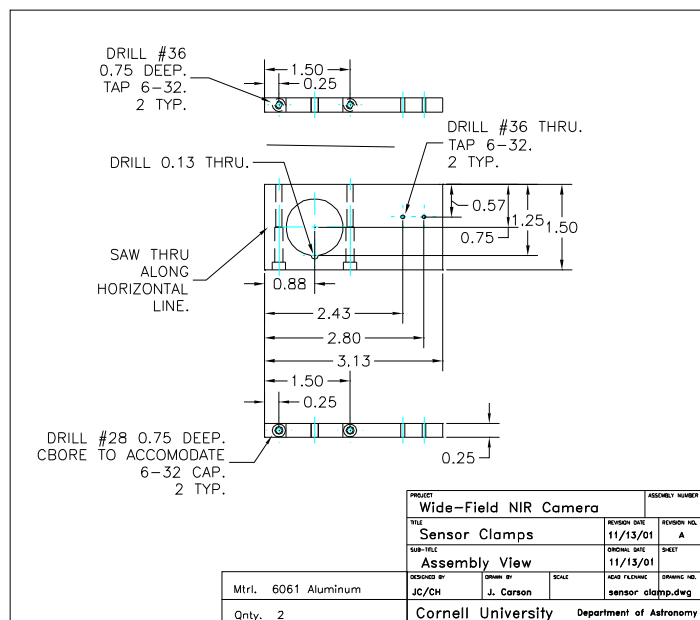 DRILL #36
0.75 DEEP.
TAP 6-32.
2 TYP.
1.50
0.25
DRILL #36 THRU.
TAP 6-32.
2 TYP.
DRILL 0.13 THRU.
0.57
1.25
1.50
0.75
SAW THRU
ALONG
HORIZONTAL
LINE.
0.88
2.43
2.80
3.13
1.50
0.25
DRILL #28 0.75 DEEP.
CBORE TO ACCOMODATE
6-32 CAP.
2 TYP.
0.25
PROJECT
Wide-Field NIR Camera
ASSEMBLY NUMBER
TITLE
Sensor Clamps
REVISION DATE
11/13/01
REVISION NO.
A
SUB-TITLE
Assembly View
ORIGINAL DATE
11/13/01
SHEET
Mtrl. 6061 Aluminum
DESIGNED BY
JC/CH
DRAWN BY
J. Carson
SCALE
ACAD FILENAME
sensor clamp.dwg
DRAWING NO.
Qnty. 2
Cornell University Department of Astronomy